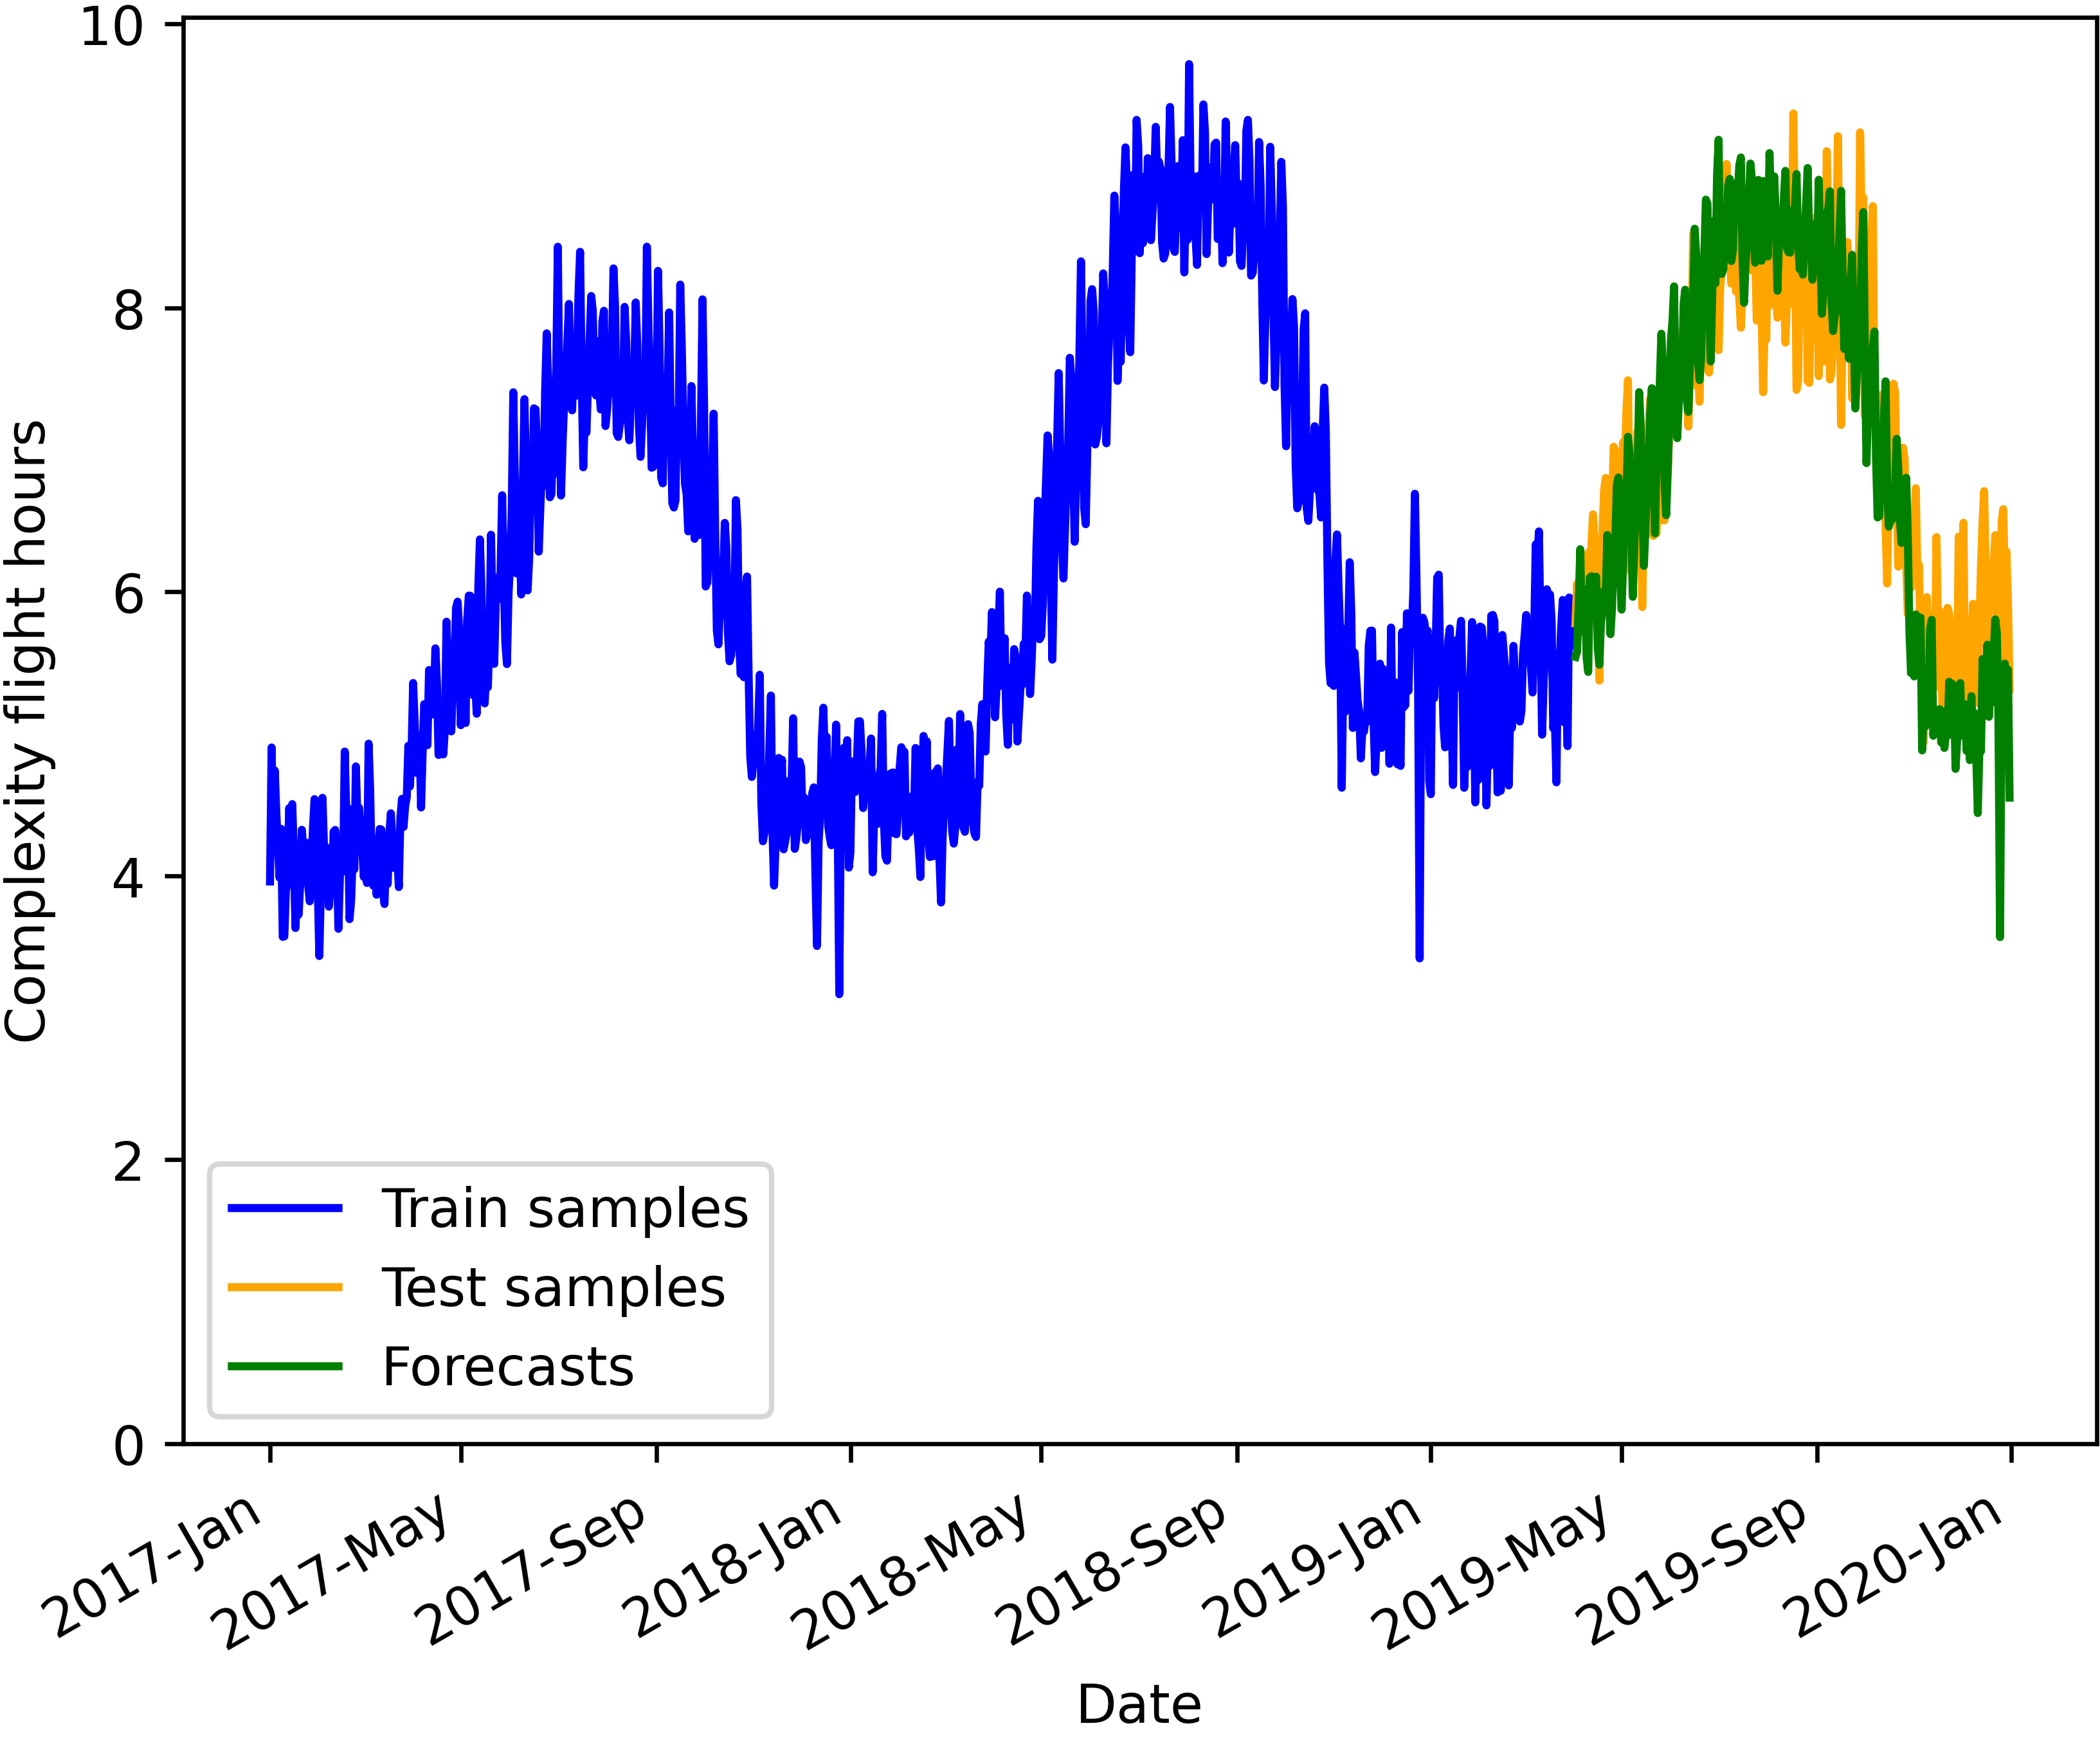 10
8
6
4
2
0
Complexity flight hours
Train samples
Test samples
Forecasts
2017-Jan
2017-May
2017-Sep
2018-Jan
2018-May
2018-Sep
2019-Jan
2019-May
2019-Sep
2020-Jan
Date